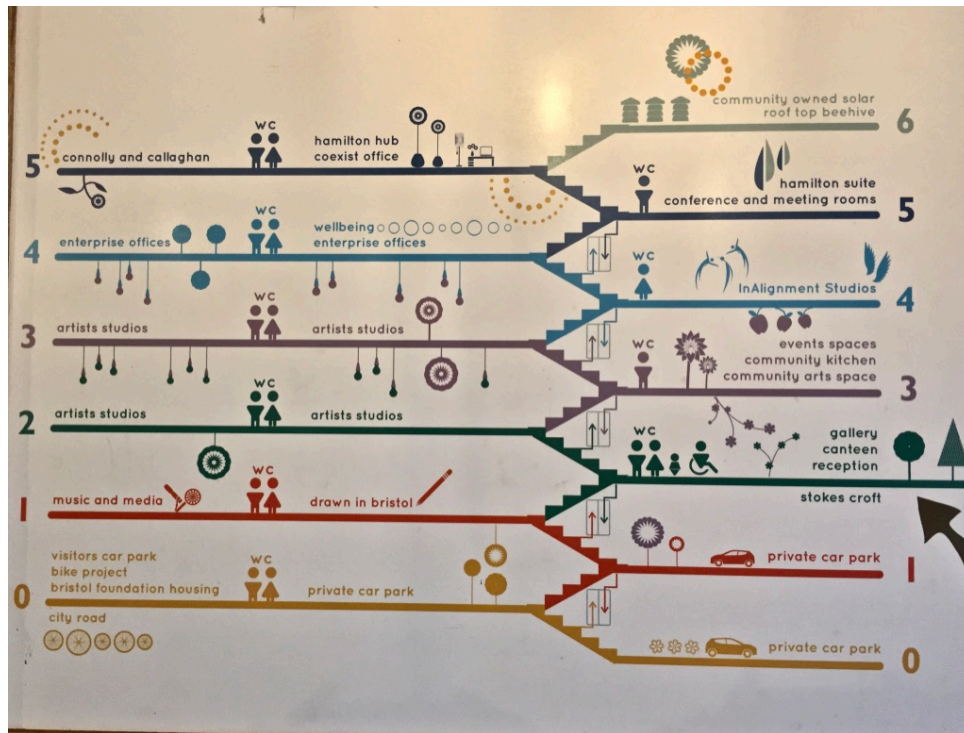 community owned solar
roof top beehive
6
5
connolly and callaghan
WC
hamilton hub
coexist office
WC
hamilton suite
conference and meeting rooms
5
4
enterprise offices
WC
wellbeing
enterprise offices
WC
InAlignment Studios
4
3
artists studios
WC
artists studios
WC
events spaces
community kitchen
community arts space
3
2
artists studios
WC
artists studios
WC
gallery
canteen
reception
stokes croft
1
music and media
WC
drawn in bristol
private car park
1
0
visitors car park
bike project
bristol foundation housing
WC
private car park
city road
private car park
0